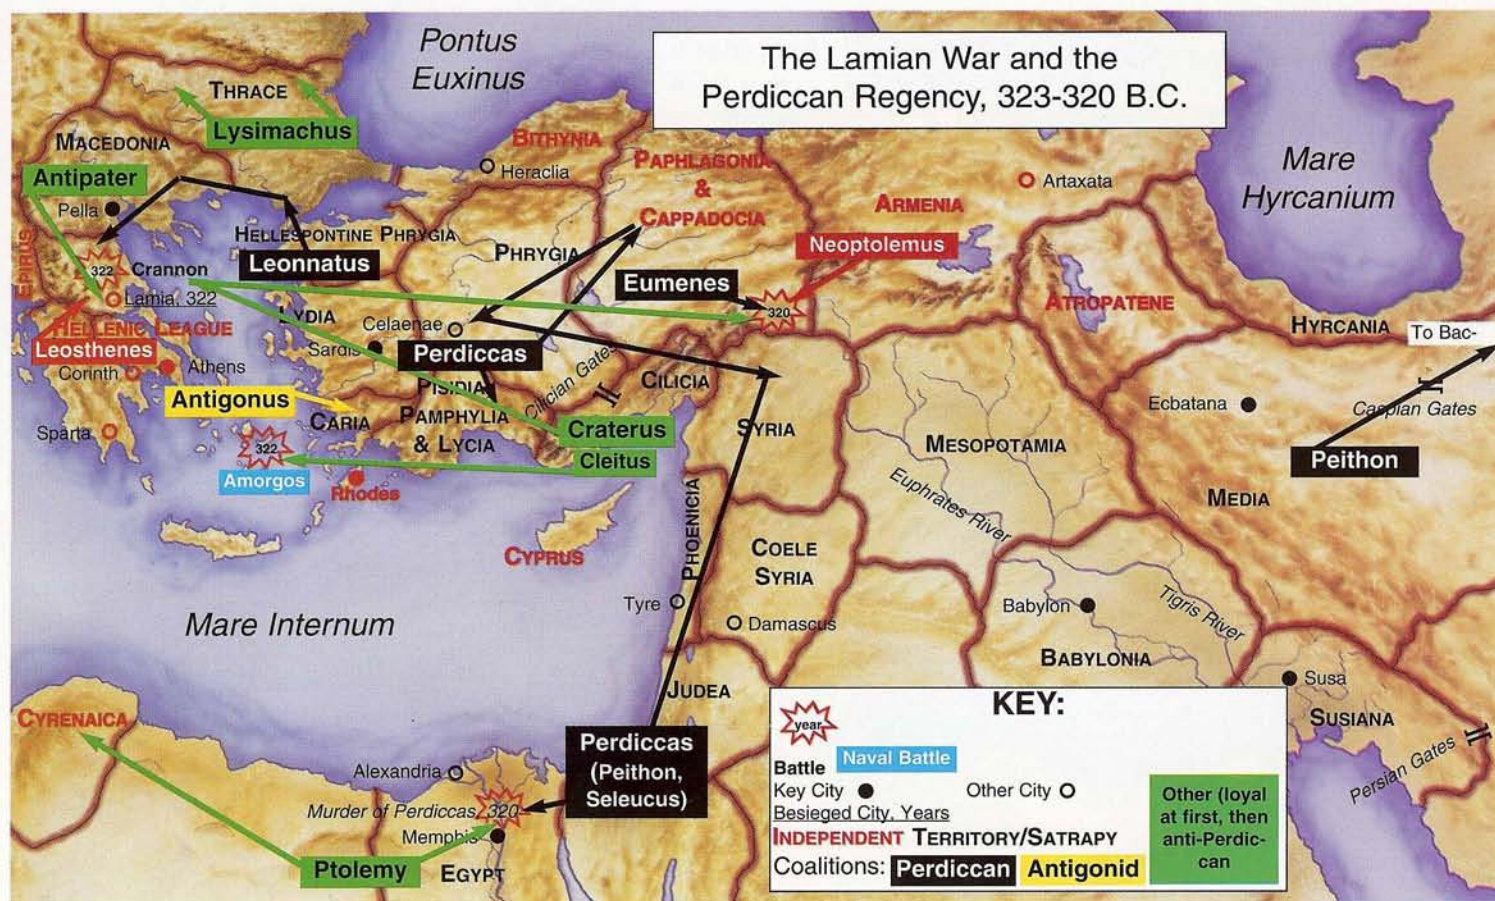 The Lamian War and the
Perdiccan Regency, 323-320 B.C.
Pontus
Euxinus
Mare
Hyrcanium
THRACE
Lysimachus
MACEDONIA
Antipater
Pella
BITHYNIA
Heraclia
PAPHLAGONIA
&
CAPPADOCIA
Artaxata
ARMENIA
Neoptolemus
EPIRUS
HELLESPONTINE PHRYGIA
Leonnatus
PHRYGIA
322
Crannon
Lamia, 322
Eumenes
320
ATROPATENE
HYRCANIA
To Bac-
HELLENIC LEAGUE
Leosthenes
LYDIA
Celaenae
Sardis
Perdiccas
Corinth
Athens
Cilician Gates
CILICIA
PISIDIA
Antigonus
CARIA
PAMPHYLIA
& LYCIA
Sparta
322
Amorgos
Rhodes
Craterus
Cleitus
SYRIA
MESOPOTAMIA
Ecbatana
Caspian Gates
Peithon
MEDIA
Euphrates River
PHOENICIA
CYPRUS
COELE
SYRIA
Tyre
Damascus
Babylon
Tigris River
BABYLONIA
Mare Internum
JUDEA
Susa
SUSIANA
Persian Gates
CYRENAICA
Perdiccas
(Peithon,
Seleucus)
Alexandria
Murder of Perdiccas, 320
Memphis
Ptolemy
EGYPT
KEY:
year
Battle
Naval Battle
Key City
Other City
Besieged City, Years
INDEPENDENT TERRITORY/SATRAPY
Coalitions: Perdiccan Antigonid
Other (loyal
at first, then
anti-Perdic-
can